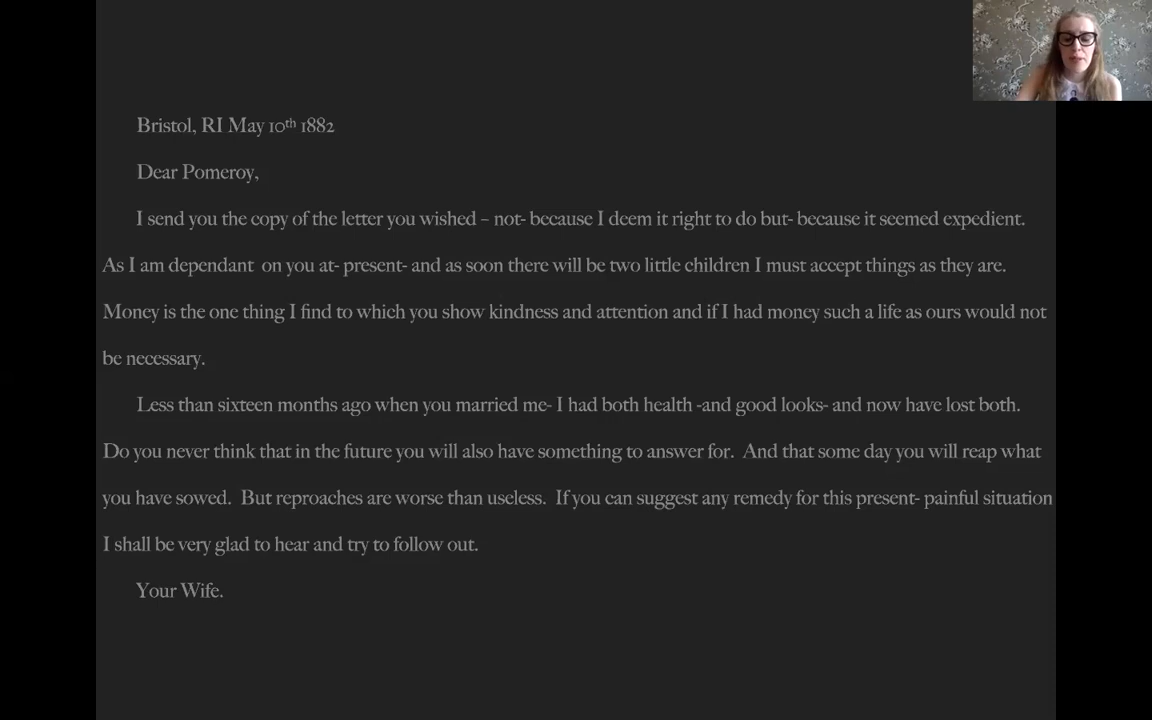 Bristol, RI May 10th 1882
Dear Pomeroy,
I send you the copy of the letter you wished – not- because I deem it right to do but- because it seemed expedient.
As I am dependant  on you at- present- and as soon there will be two little children I must accept things as they are.
Money is the one thing I find to which you show kindness and attention and if I had money such a life as ours would not
be necessary.
Less than sixteen months ago when you married me- I had both health -and good looks- and now have lost both.
Do you never think that in the future you will also have something to answer for.  And that some day you will reap what
you have sowed.  But reproaches are worse than useless.  If you can suggest any remedy for this present- painful situation
I shall be very glad to hear and try to follow out.
Your Wife.